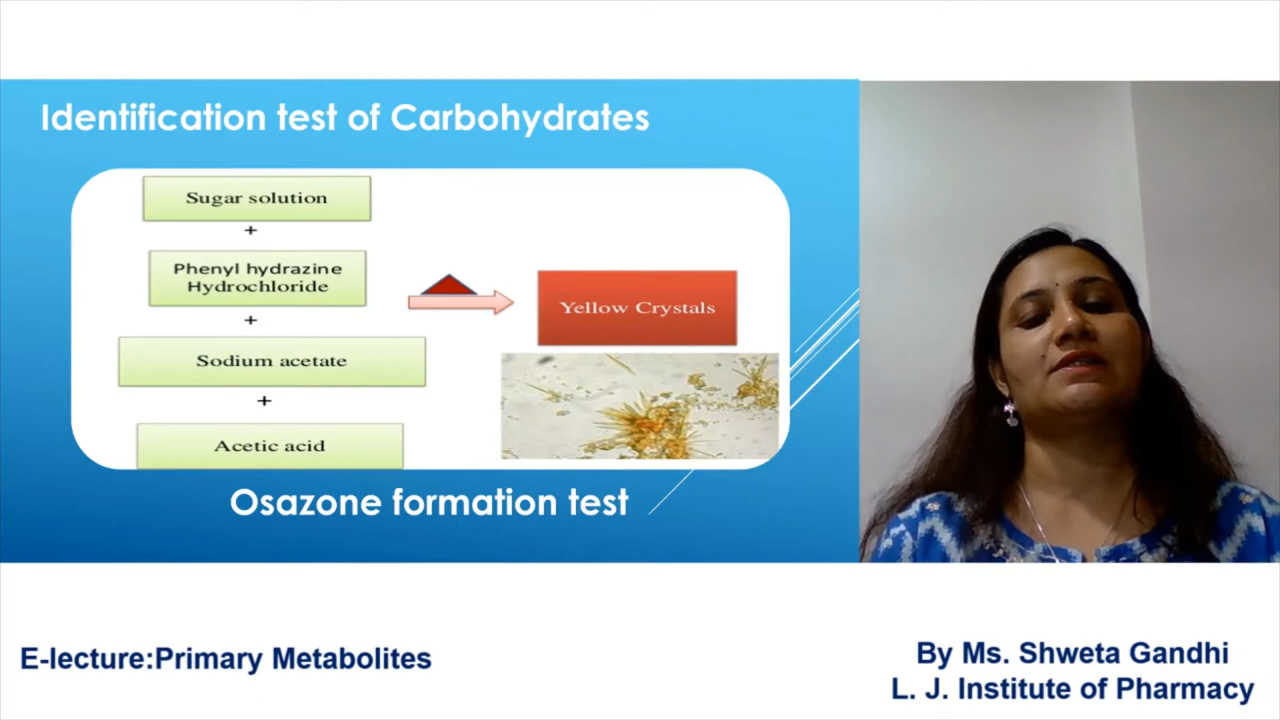 Identification test of Carbohydrates
Sugar solution
+
Phenyl hydrazine
Hydrochloride
+
Sodium acetate
+
Acetic acid
Yellow Crystals
Osazone formation test
E-lecture:Primary Metabolites
By Ms. Shweta Gandhi
L. J. Institute of Pharmacy